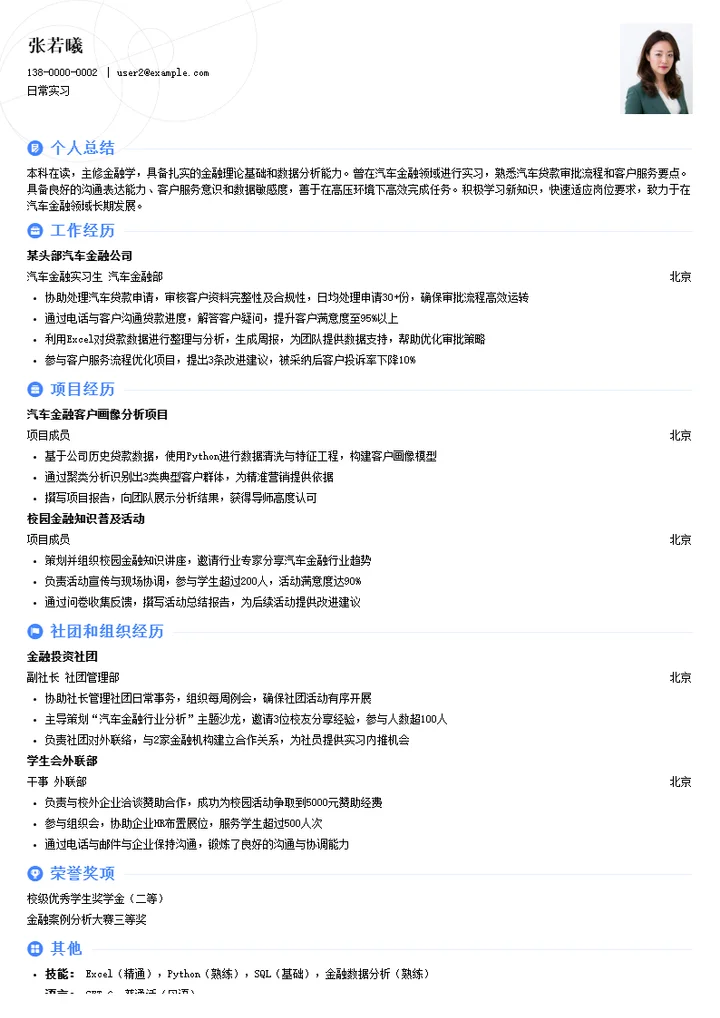 张若曦
138-0000-0002 | user2@example.com
日常实习
个人总结
本科在读，主修金融学，具备扎实的金融理论基础和数据分析能力。曾在汽车金融领域进行实习，熟悉汽车贷款审批流程和客户服务要点。
具备良好的沟通表达能力、客户服务意识和数据敏感度，善于在高压环境下高效完成任务。积极学习新知识，快速适应岗位要求，致力于在
汽车金融领域长期发展。
工作经历
某头部汽车金融公司
汽车金融实习生 汽车金融部 北京
• 协助处理汽车贷款申请，审核客户资料完整性及合规性，日均处理申请30+份，确保审批流程高效运转
• 通过电话与客户沟通贷款进度，解答客户疑问，提升客户满意度至95%以上
• 利用Excel对贷款数据进行整理与分析，生成周报，为团队提供数据支持，帮助优化审批策略
• 参与客户服务流程优化项目，提出3条改进建议，被采纳后客户投诉率下降10%
项目经历
汽车金融客户画像分析项目
项目成员 北京
• 基于公司历史贷款数据，使用Python进行数据清洗与特征工程，构建客户画像模型
• 通过聚类分析识别出3类典型客户群体，为精准营销提供依据
• 撰写项目报告，向团队展示分析结果，获得导师高度认可
校园金融知识普及活动
项目成员 北京
• 策划并组织校园金融知识讲座，邀请行业专家分享汽车金融行业趋势
• 负责活动宣传与现场协调，参与学生超过200人，活动满意度达90%
• 通过问卷收集反馈，撰写活动总结报告，为后续活动提供改进建议
社团和组织经历
金融投资社团
副社长 社团管理部 北京
• 协助社长管理社团日常事务，组织每周例会，确保社团活动有序开展
• 主导策划“汽车金融行业分析”主题沙龙，邀请3位校友分享经验，参与人数超100人
• 负责社团对外联络，与2家金融机构建立合作关系，为社员提供实习内推机会
学生会外联部
干事 外联部 北京
• 负责与校外企业洽谈赞助合作，成功为校园活动争取到5000元赞助经费
• 参与组织会，协助企业HR布置展位，服务学生超过500人次
• 通过电话与邮件与企业保持沟通，锻炼了良好的沟通与协调能力
荣誉奖项
校级优秀学生奖学金（二等）
金融案例分析大赛三等奖
其他
• 技能： Excel（精通），Python（熟练），SQL（基础），金融数据分析（熟练）